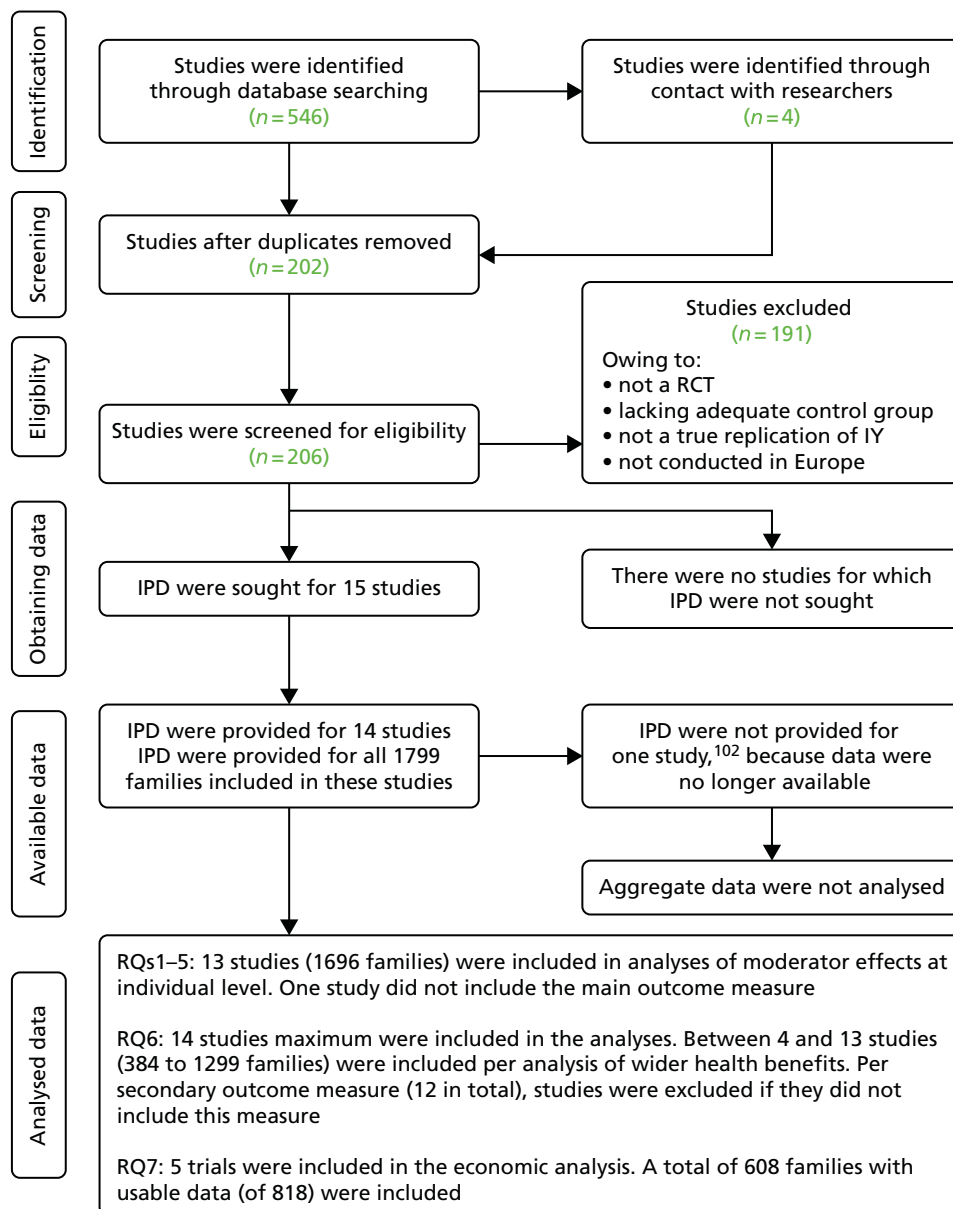 Identification
Studies were identified
through database searching
(n=546)
Studies were identified through
contact with researchers
(n=4)
Screening
Studies after duplicates removed
(n=202)
Eligiblity
Studies were screened for eligibility
(n=206)
Studies excluded
(n=191)
Owing to:
• not a RCT
• lacking adequate control group
• not a true replication of IY
• not conducted in Europe
Obtaining data
IPD were sought for 15 studies
There were no studies for which
IPD were not sought
Available data
IPD were provided for 14 studies
IPD were provided for all 1799
families included in these studies
IPD were not provided for
one study,102 because data were
no longer available
Aggregate data were not analysed
Analysed data
RQs1–5: 13 studies (1696 families) were included in analyses of moderator effects at
individual level. One study did not include the main outcome measure
RQ6: 14 studies maximum were included in the analyses. Between 4 and 13 studies
(384 to 1299 families) were included per analysis of wider health benefits. Per
secondary outcome measure (12 in total), studies were excluded if they did not
include this measure
RQ7: 5 trials were included in the economic analysis. A total of 608 families with
usable data (of 818) were included